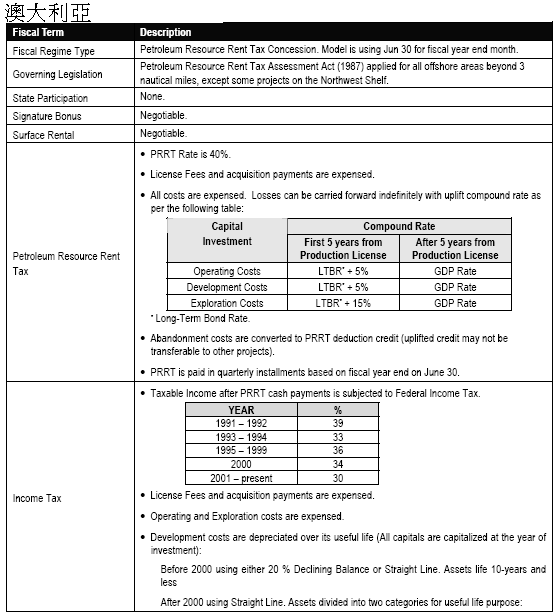 澳大利亞
Fiscal Term Description
Fiscal Regime Type Petroleum Resource Rent Tax Concession. Model is using Jun 30 for fiscal year end month.
Governing Legislation Petroleum Resource Rent Tax Assessment Act (1987) applied for all offshore areas beyond 3
nautical miles, except some projects on the Northwest Shelf.
State Participation None.
Signature Bonus Negotiable.
Surface Rental Negotiable.
Petroleum Resource Rent
Tax
• PRRT Rate is 40%.
• License Fees and acquisition payments are expensed.
• All costs are expensed. Losses can be carried forward indefinitely with uplift compound rate as
per the following table:
Capital
Investment
Compound Rate
First 5 years from
Production License
After 5 years from
Production License
Operating Costs LTBR* + 5% GDP Rate
Development Costs LTBR* + 5% GDP Rate
Exploration Costs LTBR* + 15% GDP Rate
* Long-Term Bond Rate.
• Abandonment costs are converted to PRRT deduction credit (uplifted credit may not be
transferable to other projects).
• PRRT is paid in quarterly installments based on fiscal year end on June 30.
Income Tax
• Taxable Income after PRRT cash payments is subjected to Federal Income Tax.
YEAR %
1991 – 1992 39
1993 – 1994 33
1995 – 1999 36
2000 34
2001 – present 30
• License Fees and acquisition payments are expensed.
• Operating and Exploration costs are expensed.
• Development costs are depreciated over its useful life (All capitals are capitalized at the year of
investment):
Before 2000 using either 20 % Declining Balance or Straight Line. Assets life 10-years and
less
After 2000 using Straight Line. Assets divided into two categories for useful life purpose: